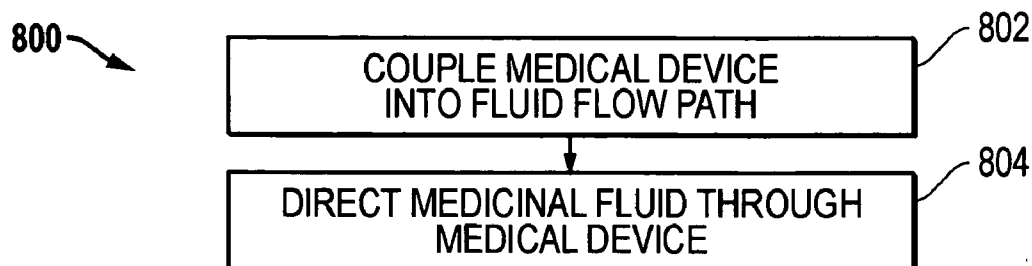 800
802
COUPLE MEDICAL DEVICE
INTO FLUID FLOW PATH
804
DIRECT MEDICINAL FLUID THROUGH
MEDICAL DEVICE